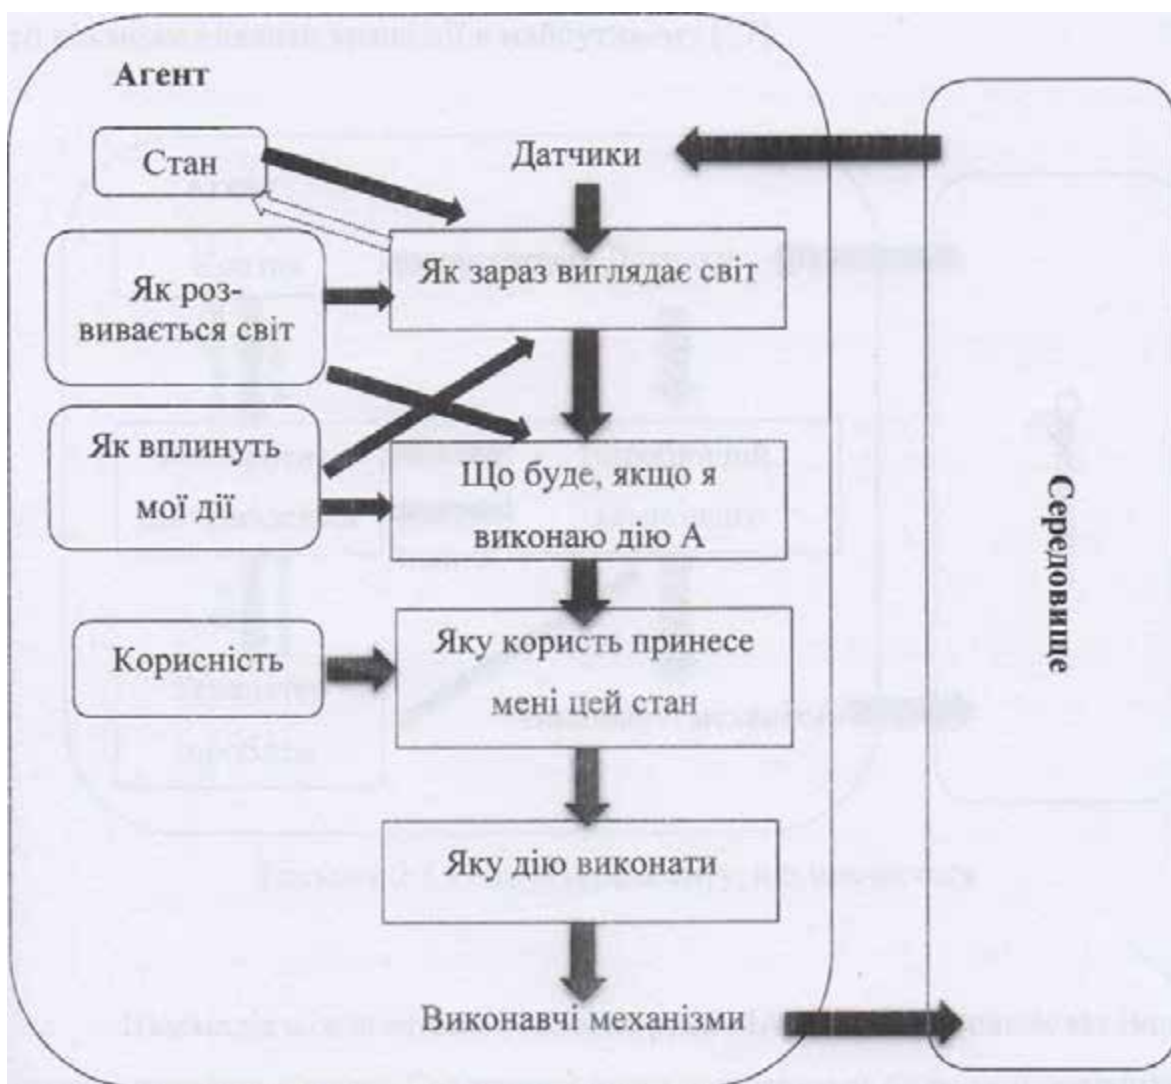 Агент
Стан
Датчики
Як зараз виглядає світ
Як роз-
вивається світ
Як вплинуть
мої дії
Що буде, якщо я
виконаю дію А
Корисність
Яку користь принесе
мені цей стан
Яку дію виконати
Виконавчі механізми
Середовище